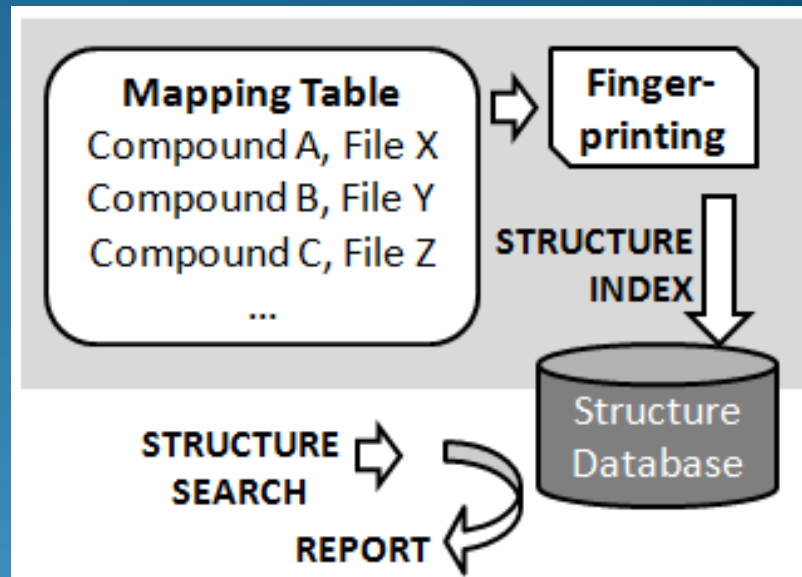 Mapping Table
Compound A, File X
Compound B, File Y
Compound C, File Z
...
Finger-
printing
STRUCTURE
INDEX
Structure
Database
STRUCTURE
SEARCH
REPORT